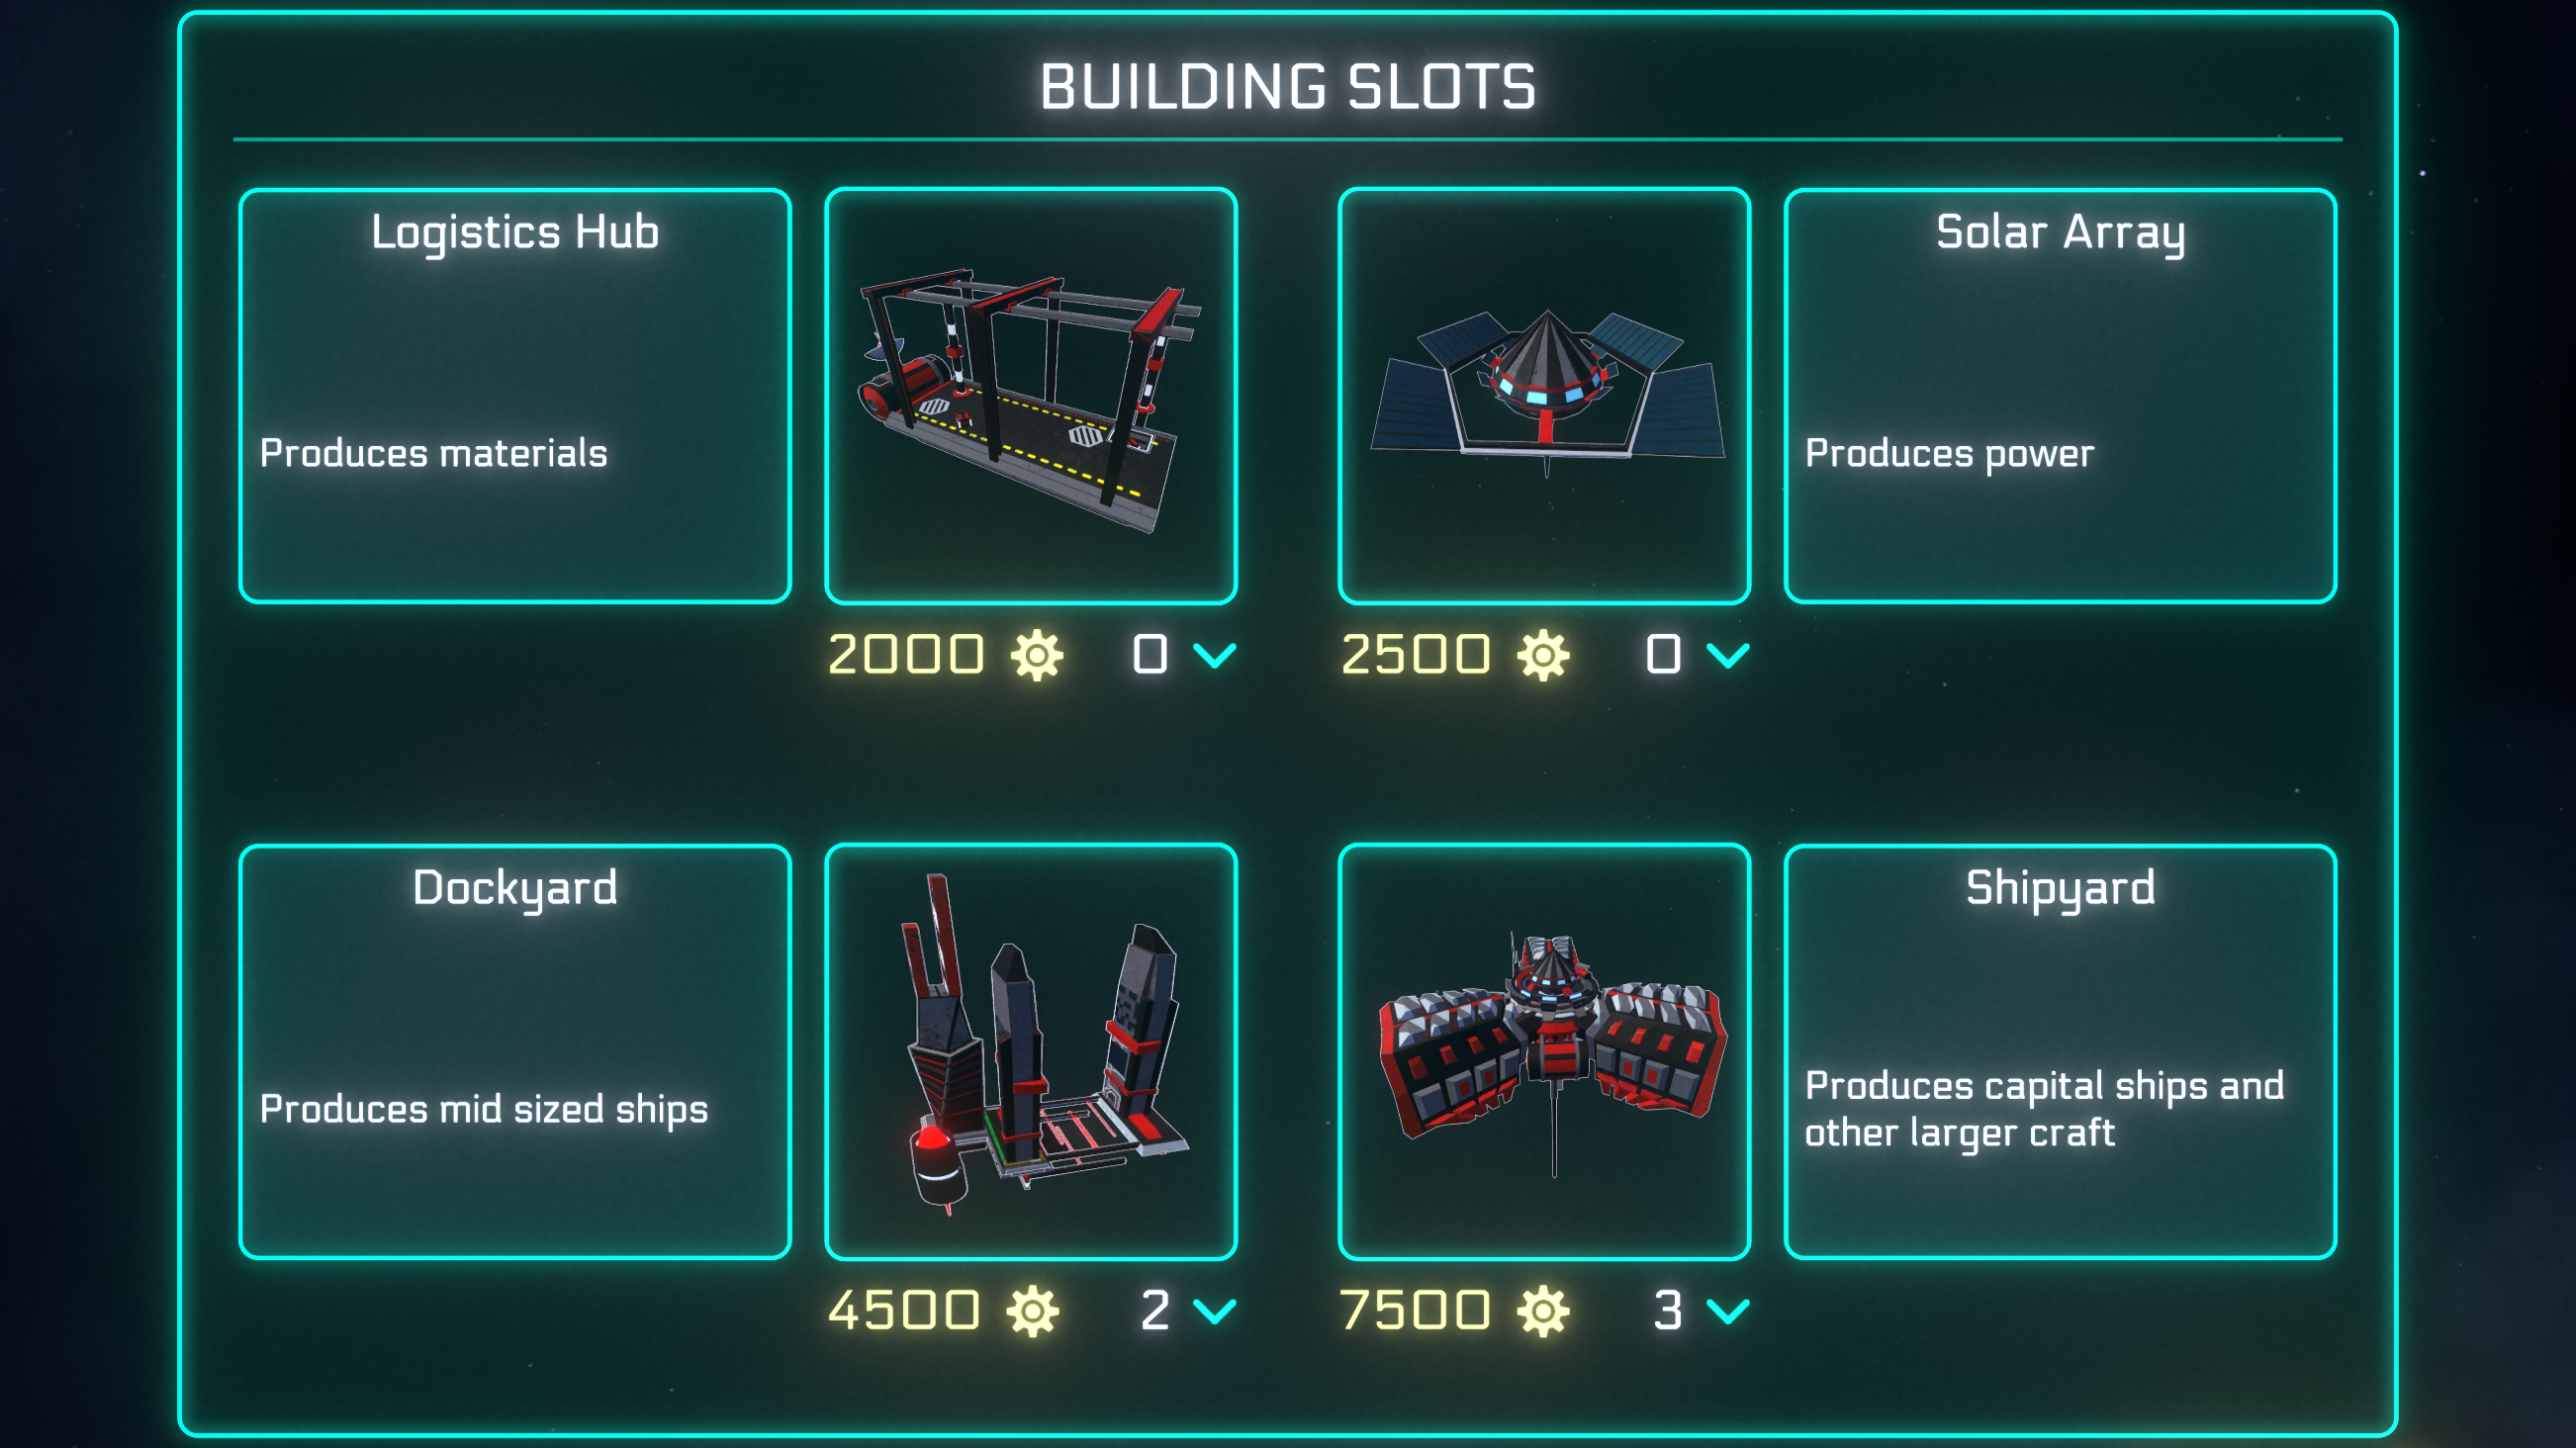 BUILDING SLOTS
Logistics Hub
Produces materials
2000 0
Solar Array
Produces power
2500 0
Dockyard
Produces mid sized ships
4500 2
Shipyard
Produces capital ships and
other larger craft
7500 3